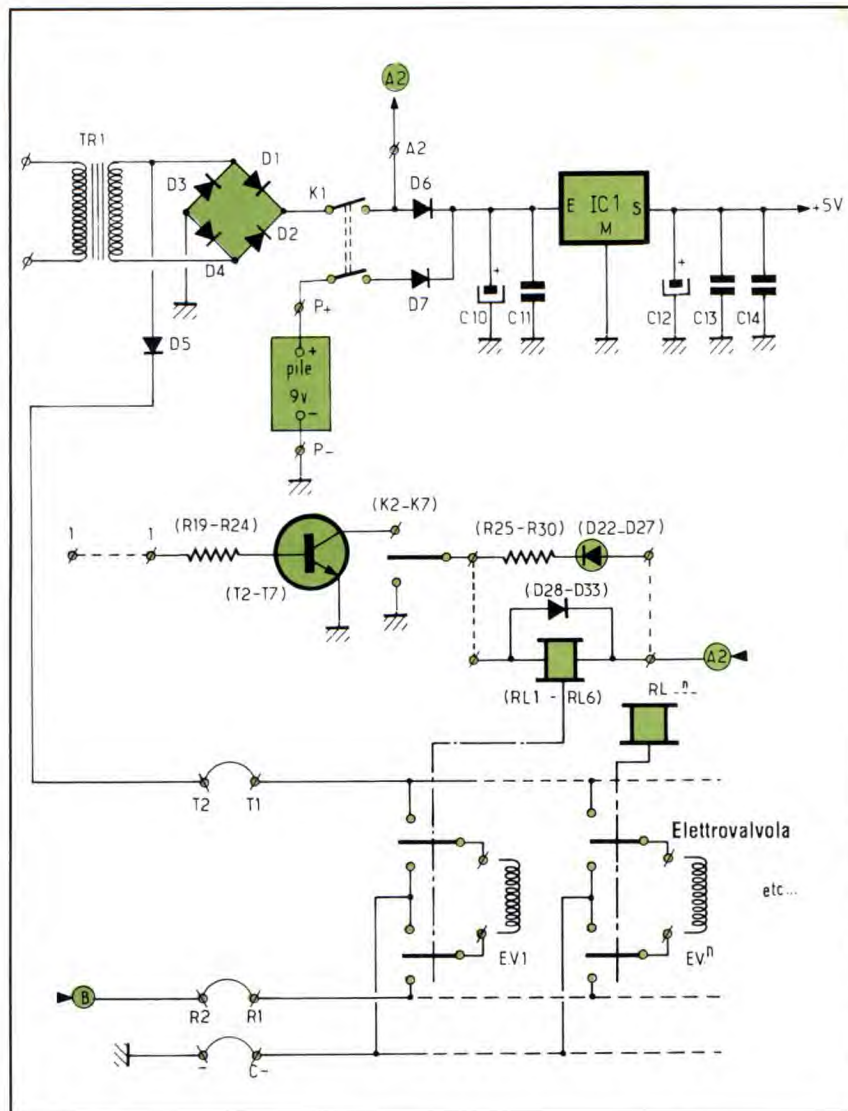 A2
TR1
A2
D1
D3
K1
D6
E IC1 S
M
+5V
D2
D4
D7
+
C10
C11
+
C12
C13
C14
P+
D5
+
pile
9v
-
P-
(K2-K7)
1
1
(R19-R24)
(R25-R30)
(D22-D27)
(T2-T7)
(D28-D33)
A2
(RL1 - RL6)
RL--n-
T2
T1
Elettrovalvola
etc...
E.V1
EV.n
B
R2
R1
-
C-